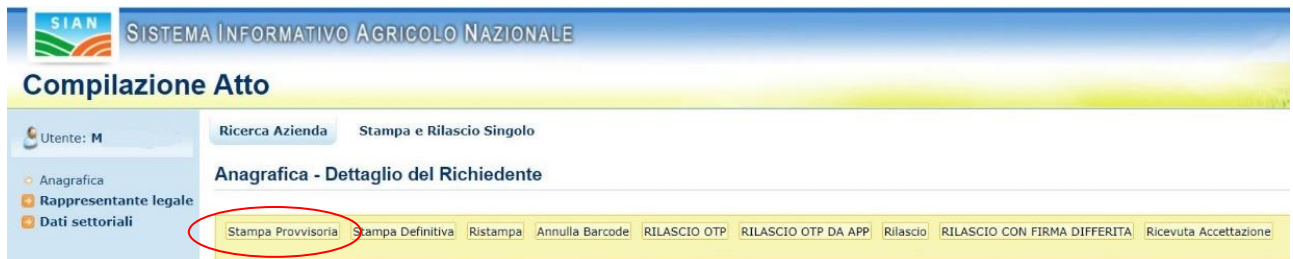 SIAN
SISTEMA INFORMATIVO AGRICOLO NAZIONALE
Compilazione Atto
Utente: M
Ricerca Azienda Stampa e Rilascio Singolo
Anagrafica - Dettaglio del Richiedente
Anagrafica
Rappresentante legale
Dati settoriali
Stampa Provvisoria Stampa Definitiva Ristampa Annulla Barcode RILASCIO OTP RILASCIO OTP DA APP Rilascio RILASCIO CON FIRMA DIFFERITA Ricevuta Accettazione